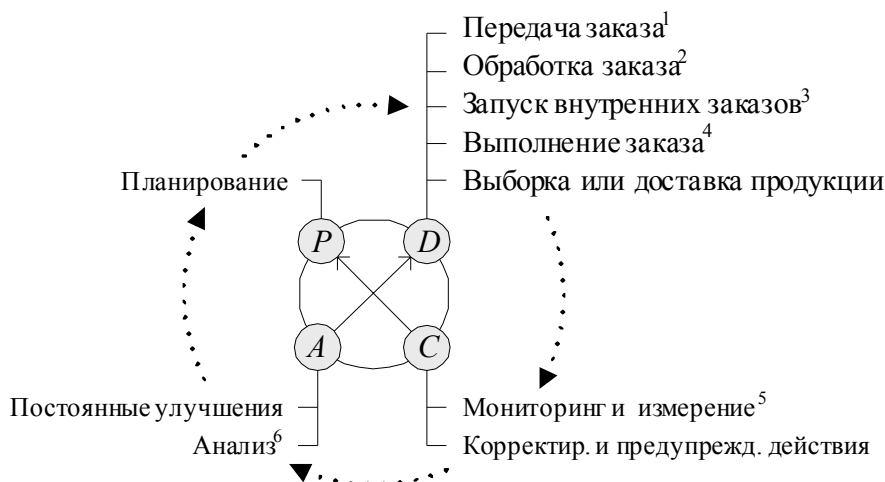 Передача заказа¹
Обработка заказа²
Запуск внутренних заказов³
Выполнение заказа⁴
Планирование
Выборка или доставка продукции
P
D
A
C
Постоянные улучшения
Мониторинг и измерение⁵
Анализ⁶
Корректир. и предупрежд. действия